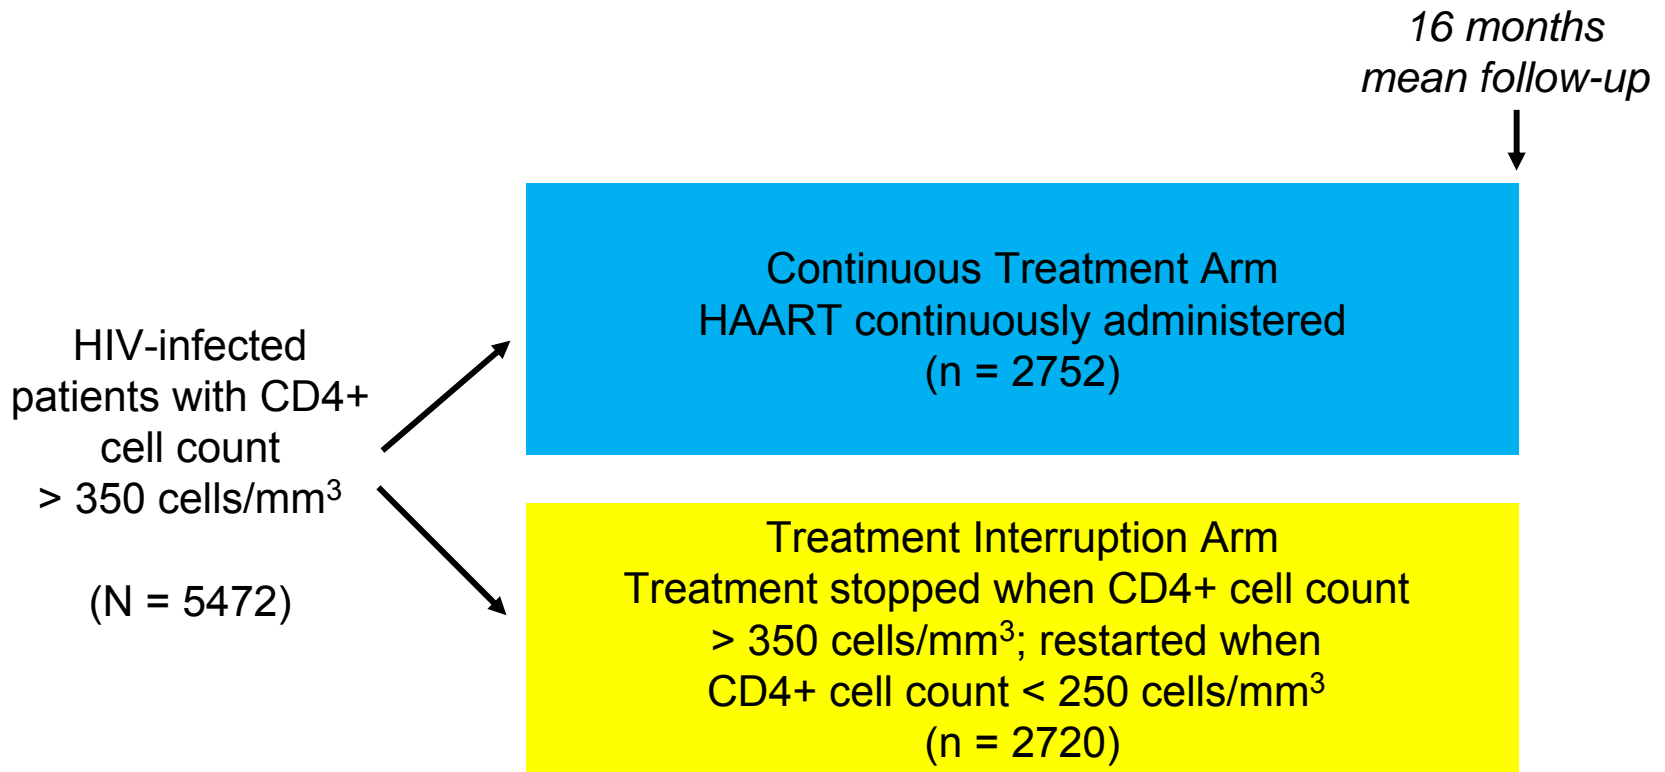 16 months
mean follow-up
HIV-infected
patients with CD4+
cell count
> 350 cells/mm³
(N = 5472)
Continuous Treatment Arm
HAART continuously administered
(n = 2752)
Treatment Interruption Arm
Treatment stopped when CD4+ cell count
> 350 cells/mm³; restarted when
CD4+ cell count < 250 cells/mm³
(n = 2720)